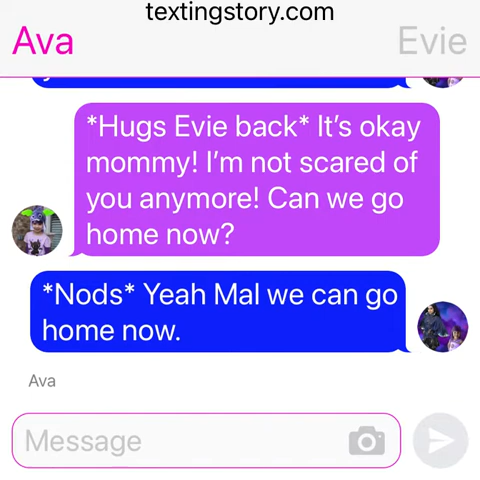 textingstory.com
Ava
Evie
*Hugs Evie back* It’s okay
mommy! I’m not scared of
you anymore! Can we go
home now?
*Nods* Yeah Mal we can go
home now.
Ava
Message